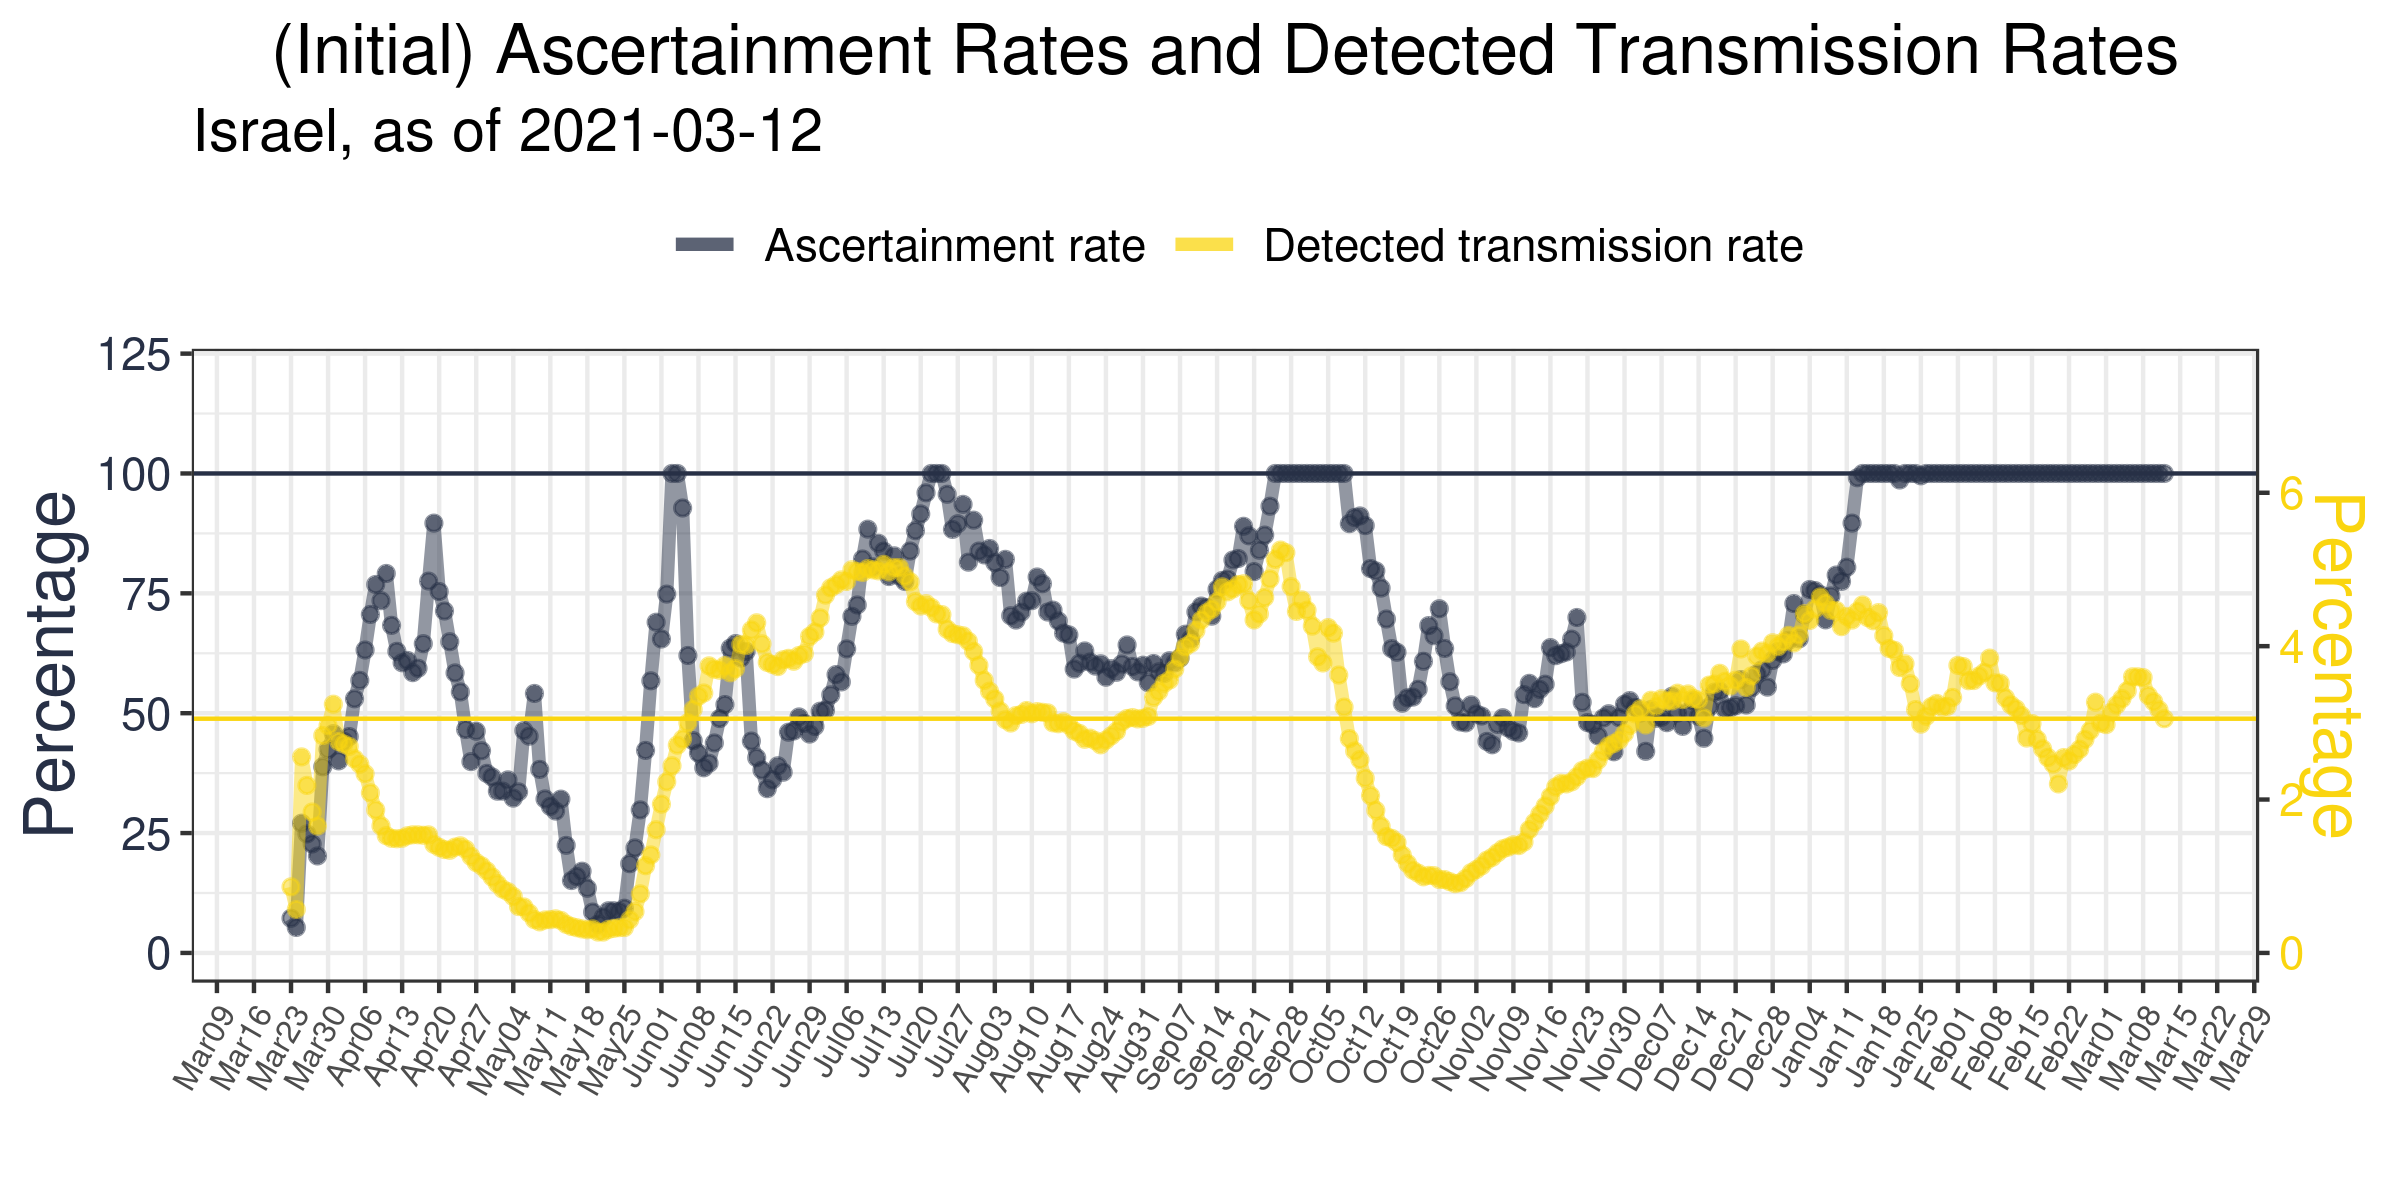 (Initial) Ascertainment Rates and Detected Transmission Rates
Israel, as of 2021-03-12
Ascertainment rate Detected transmission rate
Percentage
125
100
75
50
25
0
6
4
2
0
Percentage
Mar09 Mar16 Mar23 Mar30 Apr06 Apr13 Apr20 Apr27 May04 May11 May18 May25 Jun01 Jun08 Jun15 Jun22 Jun29 Jul06 Jul13 Jul20 Jul27 Aug03 Aug10 Aug17 Aug24 Aug31 Sep07 Sep14 Sep21 Sep28 Oct05 Oct12 Oct19 Oct26 Nov02 Nov09 Nov16 Nov23 Nov30 Dec07 Dec14 Dec21 Dec28 Jan04 Jan11 Jan18 Jan25 Feb01 Feb08 Feb15 Feb22 Mar01 Mar08 Mar15 Mar22 Mar29